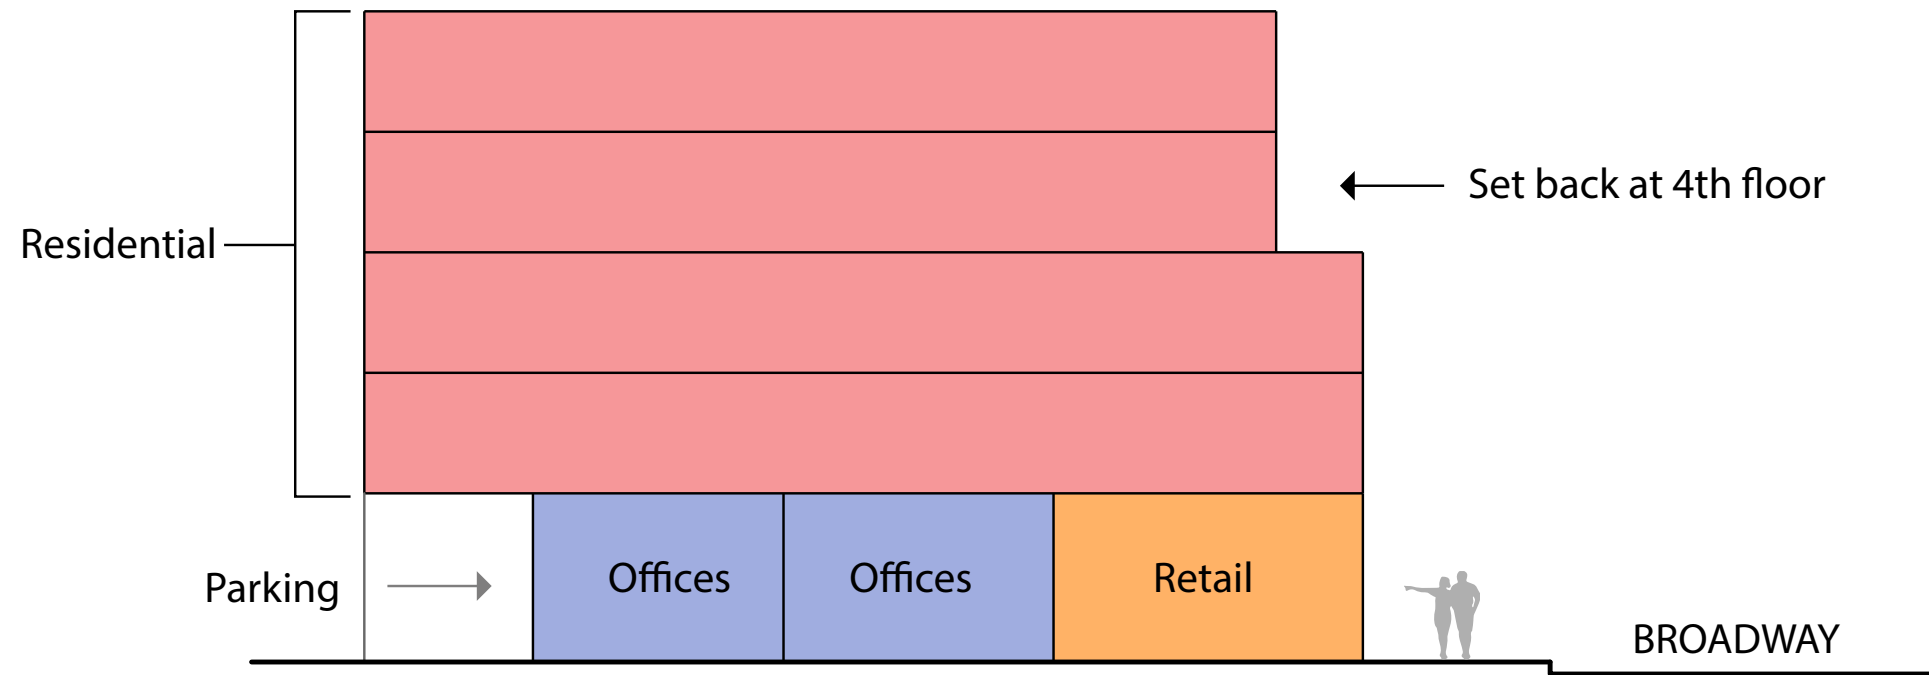 Set back at 4th floor
Residential
Parking
Offices
Offices
Retail
BROADWAY